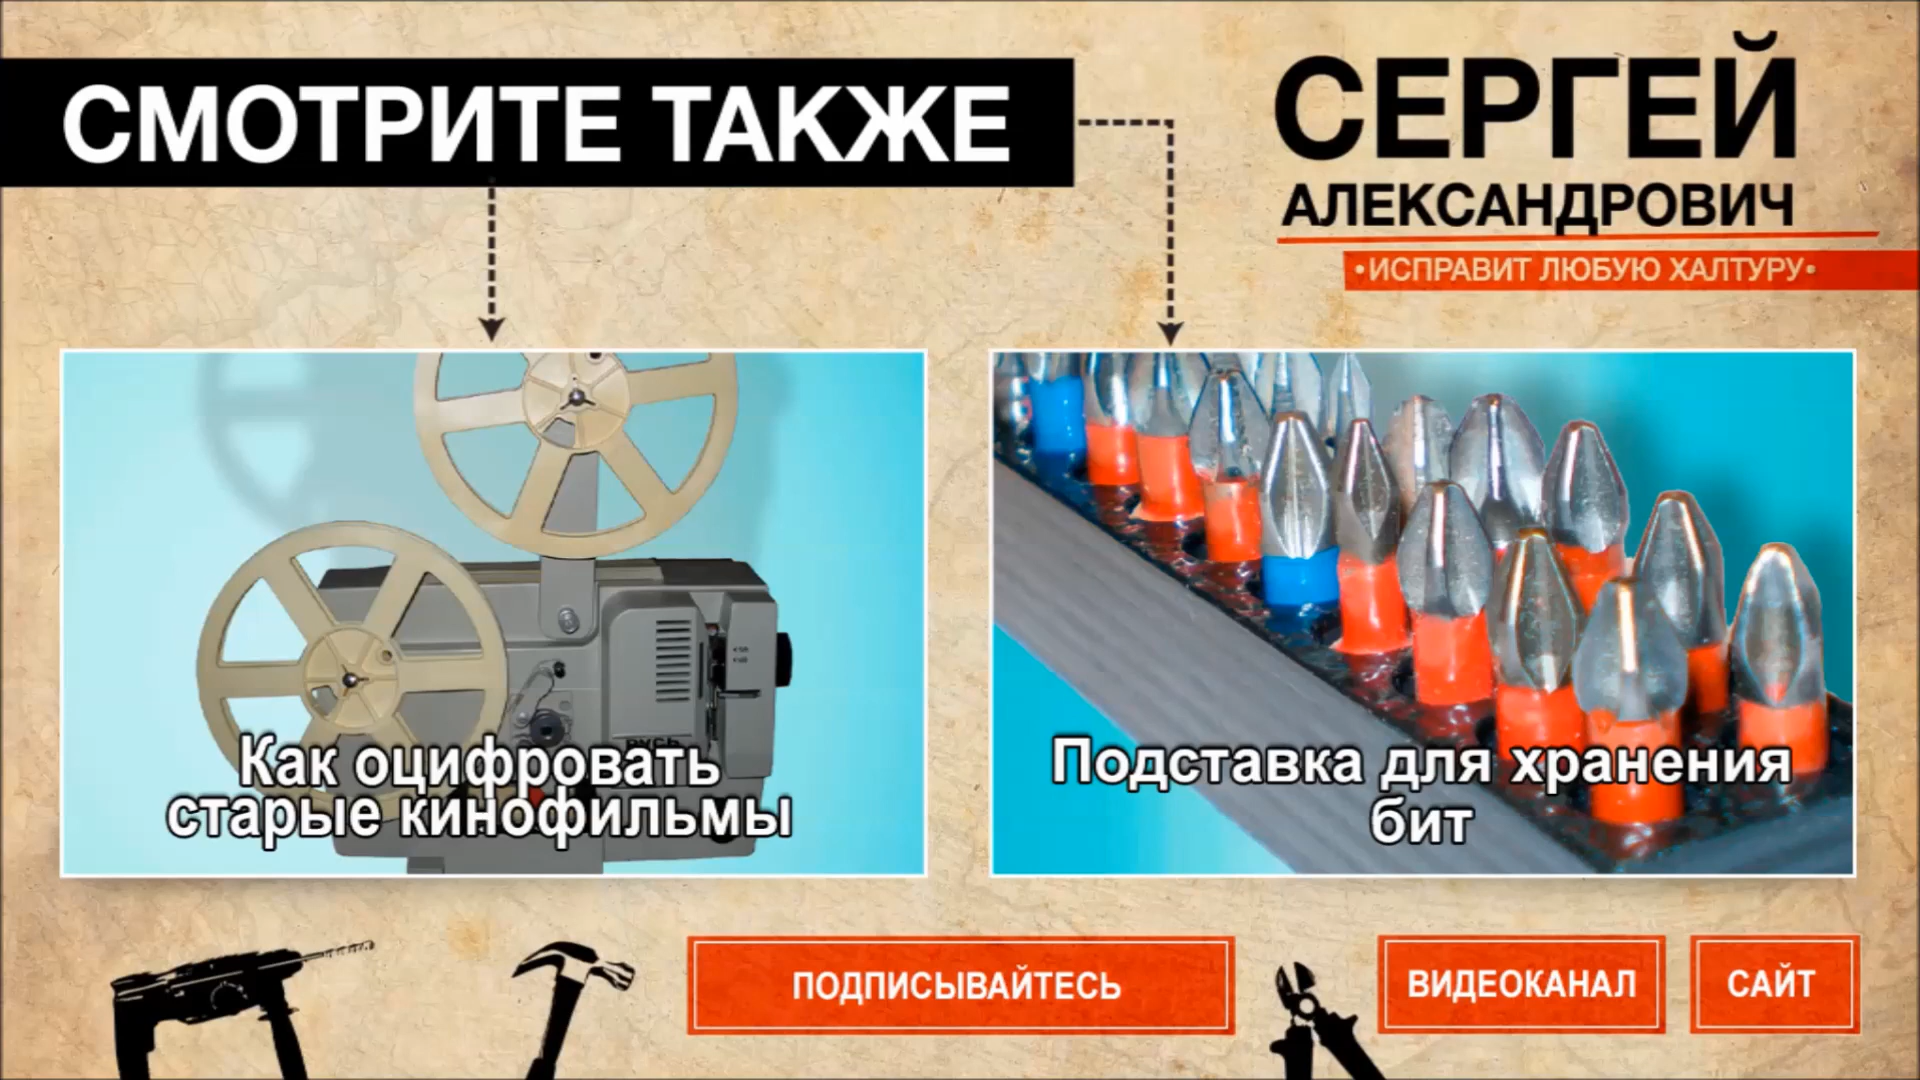 СМОТРИТЕ ТАКЖЕ
СЕРГЕЙ
АЛЕКСАНДРОВИЧ
•ИСПРАВИТ ЛЮБУЮ ХАЛТУРУ•
Как оцифровать
старые кинофильмы
Подставка для хранения
бит
ПОДПИСЫВАЙТЕСЬ
ВИДЕОКАНАЛ
САЙТ